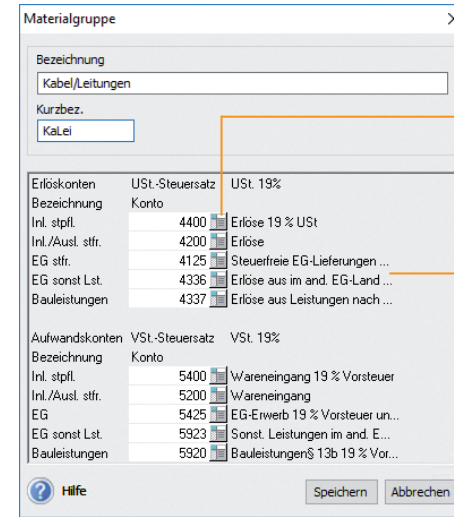 Materialgruppe
Bezeichnung
Kabel/Leitungen
Kurzbez.
KaLei
Erlöskonten USt.-Steuersatz USt. 19%
Bezeichnung Konto
Inl. stpfl. 4400 Erlöse 19 % USt
Inl./Ausl. stfr. 4200 Erlöse
EG stfr. 4125 Steuerfreie EG-Lieferungen ...
EG sonst Lst. 4336 Erlöse aus im and. EG-Land ...
Bauleistungen 4337 Erlöse aus Leistungen nach ...
Aufwandskonten VSt.-Steuersatz VSt. 19%
Bezeichnung Konto
Inl. stpfl. 5400 Wareneingang 19 % Vorsteuer
Inl./Ausl. stfr. 5200 Wareneingang
EG 5425 EG-Erwerb 19 % Vorsteuer un...
EG sonst Lst. 5923 Sonst. Leistungen im and. E...
Bauleistungen 5920 Bauleistungen§ 13b 19 % Vor...
? Hilfe Speichern Abbrechen